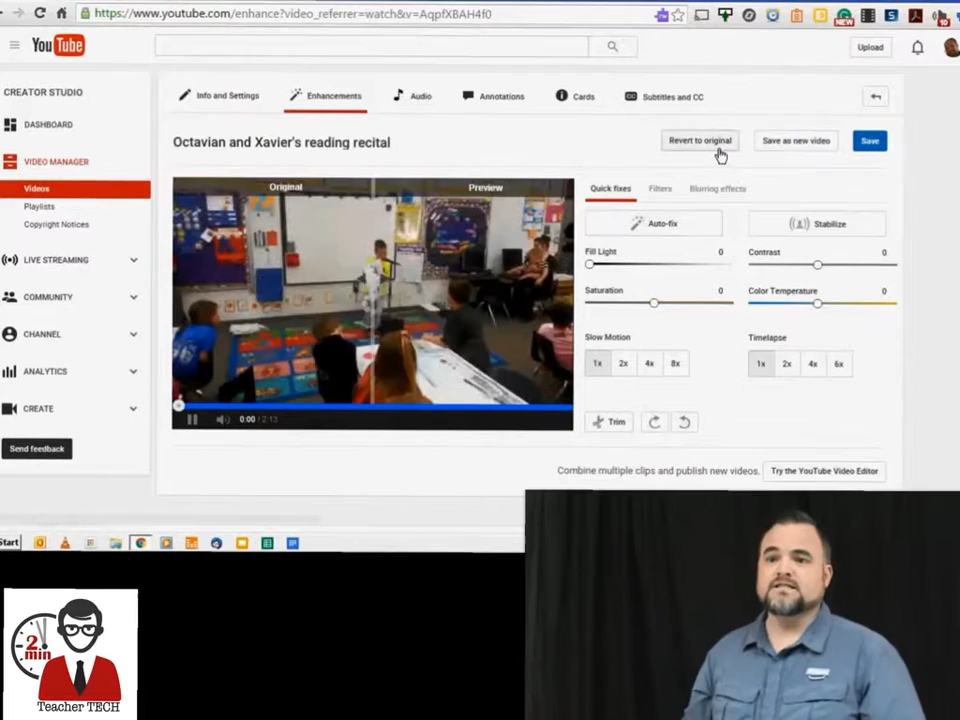 https://www.youtube.com/enhance?video_referrer=watch&v=AqpfXBAH4f0
NEW
10
YouTube
Upload
CREATOR STUDIO
DASHBOARD
VIDEO MANAGER
Videos
Playlists
Copyright Notices
LIVE STREAMING
COMMUNITY
CHANNEL
ANALYTICS
CREATE
Send feedback
Info and Settings
Enhancements
Audio
Annotations
Cards
Subtitles and CC
Octavian and Xavier's reading recital
Revert to original
Save as new video
Save
Original
Preview
0:00 / 2:13
Quick fixes
Filters
Blurring effects
Auto-fix
Stabilize
Fill Light 0
Contrast 0
Saturation 0
Color Temperature 0
Slow Motion
Timelapse
1x 2x 4x 8x
1x 2x 4x 6x
Trim
Combine multiple clips and publish new videos.
Try the YouTube Video Editor
Start
2
min
Teacher TECH